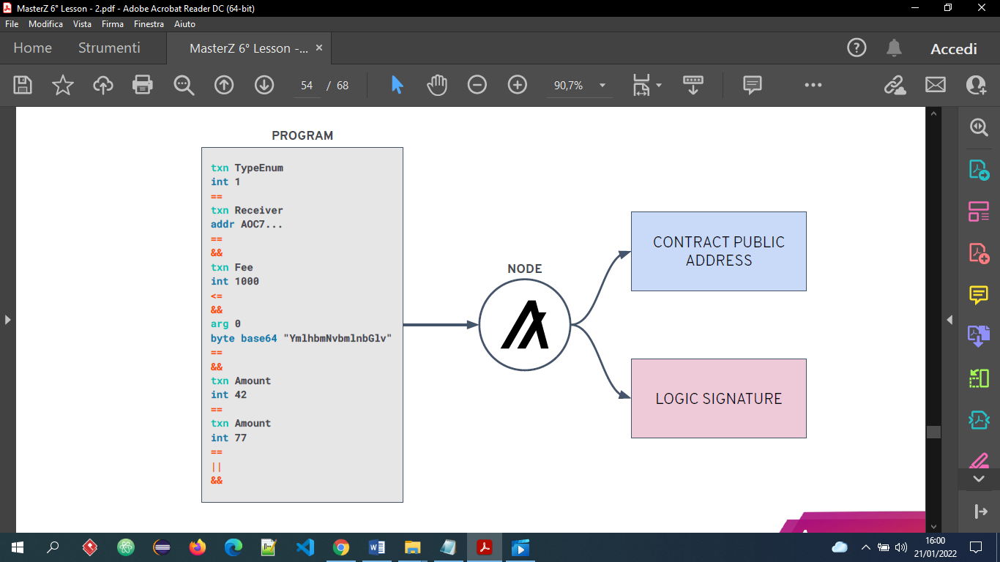 MasterZ 6° Lesson - 2.pdf - Adobe Acrobat Reader DC (64-bit)
File Modifica Vista Firma Finestra Aiuto
Home Strumenti MasterZ 6° Lesson -... × Accedi
54 / 68 90,7%
PROGRAM
txn TypeEnum
int 1
==
txn Receiver
addr AOC7...
==
&&
txn Fee
int 1000
<=
&&
arg 0
byte base64 "YmlhbmNvbmlnbGlv"
==
&&
txn Amount
int 42
==
txn Amount
int 77
==
||
&&
NODE
CONTRACT PUBLIC
ADDRESS
LOGIC SIGNATURE
16:00
21/01/2022